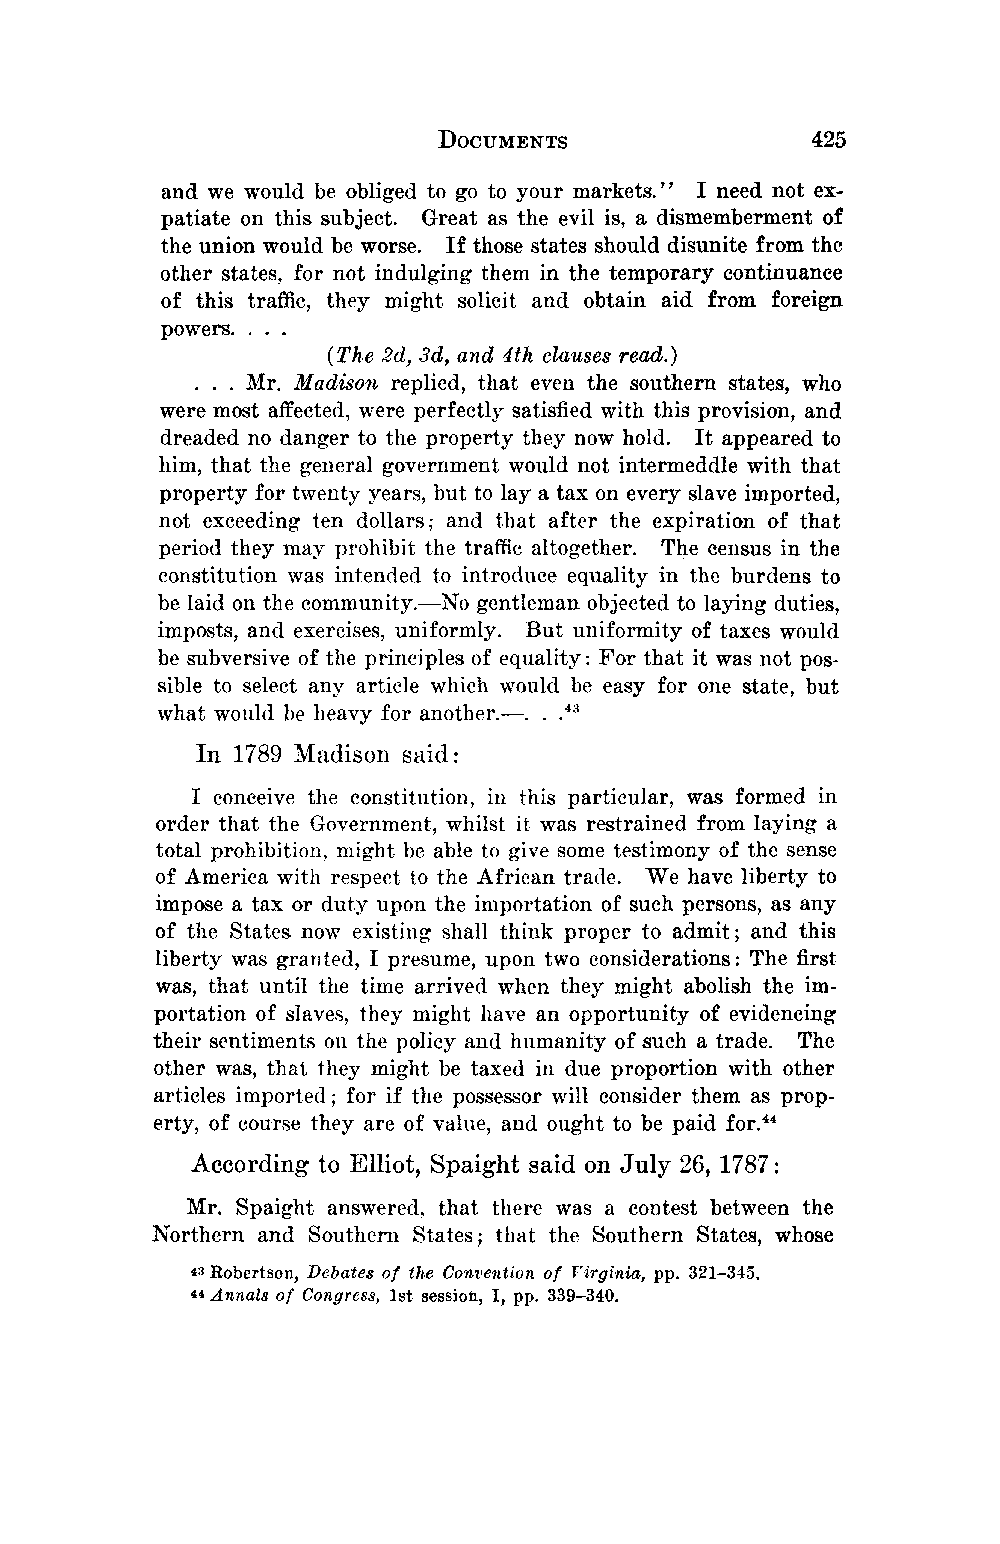 DOCUMENTS 425
and we would be obliged to go to your markets.'' I need not ex-
patiate on this subject. Great as the evil is, a dismemberment of
the union would be worse. If those states should disunite from the
other states, for not indulging them in the temporary continuance
of this traffic, they might solicit and obtain aid from foreign
powers. . . .
(The 2d, 3d, and 4th clauses read.)
. . . Mr. Madison replied, that even the southern states, who
were most affected, were perfectly satisfied with this provision, and
dreaded no danger to the property they now hold. It appeared to
him, that the general government would not intermeddle with that
property for twenty years, but to lay a tax on every slave imported,
not exceeding ten dollars; and that after the expiration of that
period they may prohibit the traffic altogether. The census in the
constitution was intended to introduce equality in the burdens to
be laid on the community.—No gentleman objected to laying duties,
imposts, and exercises, uniformly. But uniformity of taxes would
be subversive of the principles of equality: For that it was not pos-
sible to select any article which would be easy for one state, but
what would be heavy for another.—. . .43
In 1789 Madison said:
I conceive the constitution, in this particular, was formed in
order that the Government, whilst it was restrained from laying a
total prohibition, might be able to give some testimony of the sense
of America with respect to the African trade. We have liberty to
impose a tax or duty upon the importation of such persons, as any
of the States now existing shall think proper to admit; and this
liberty was granted, I presume, upon two considerations: The first
was, that until the time arrived when they might abolish the im-
portation of slaves, they might have an opportunity of evidencing
their sentiments on the policy and humanity of such a trade. The
other was, that they might be taxed in due proportion with other
articles imported; for if the possessor will consider them as prop-
erty, of course they are of value, and ought to be paid for.44
According to Elliot, Spaight said on July 26, 1787:
Mr. Spaight answered, that there was a contest between the
Northern and Southern States; that the Southern States, whose
43 Robertson, Debates of the Convention of Virginia, pp. 321–345.
44 Annals of Congress, 1st session, I, pp. 339–340.